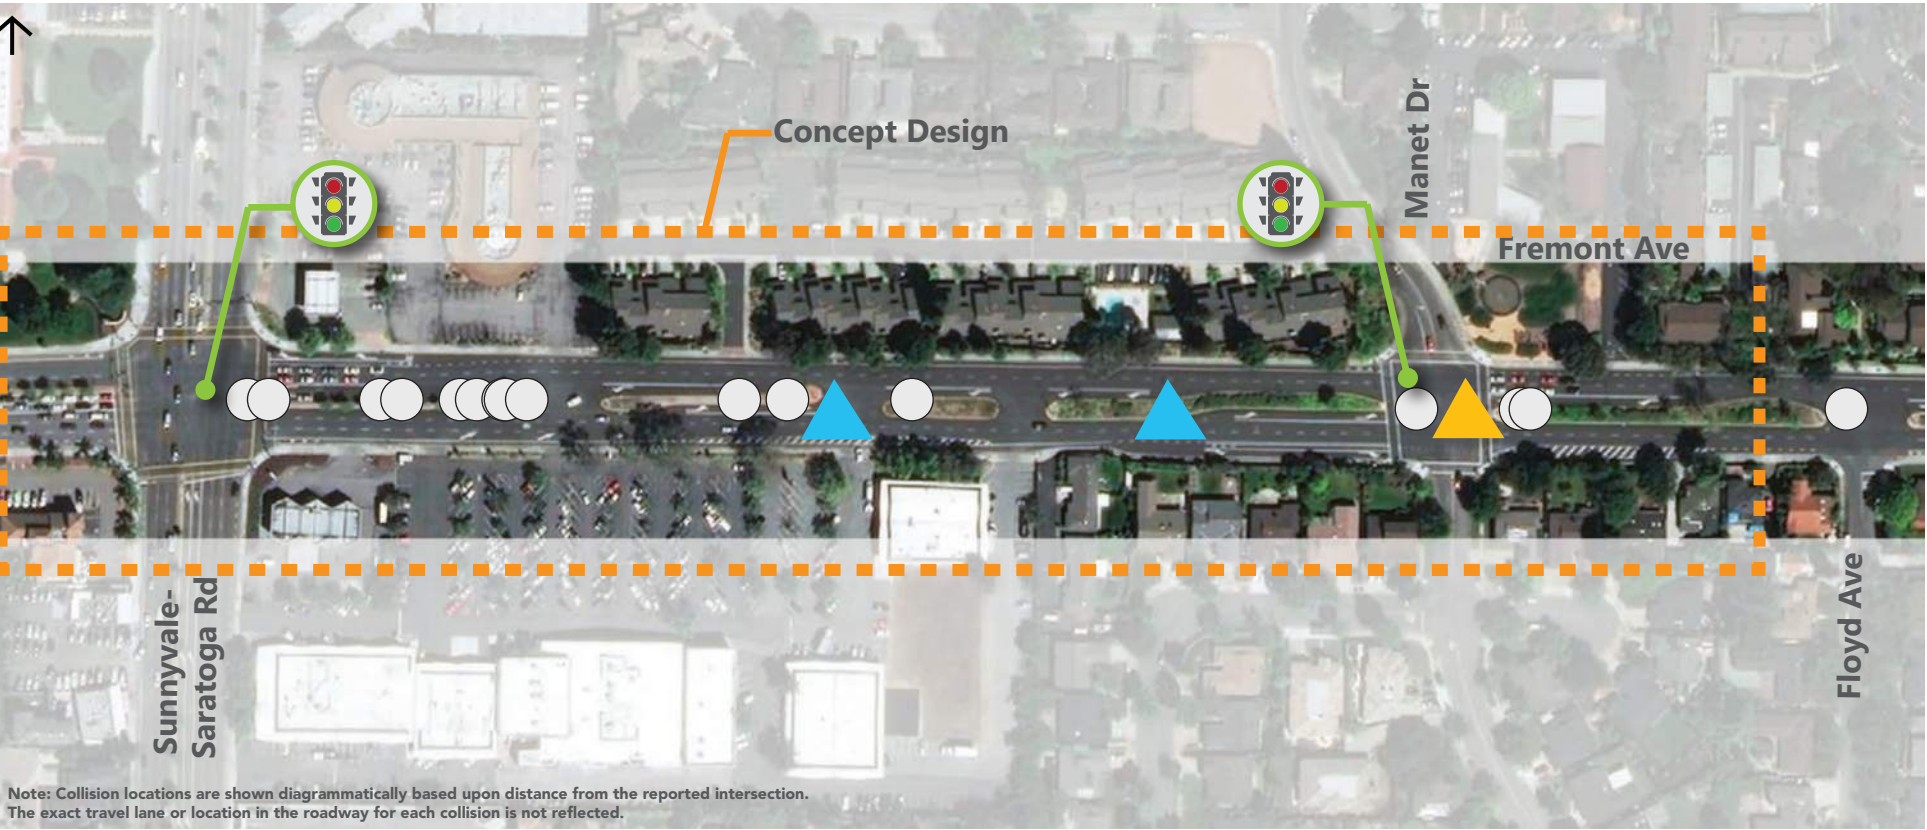 Concept Design
Manet Dr
Fremont Ave
Sunnyvale-
Saratoga Rd
Floyd Ave
Note: Collision locations are shown diagrammatically based upon distance from the reported intersection.
The exact travel lane or location in the roadway for each collision is not reflected.